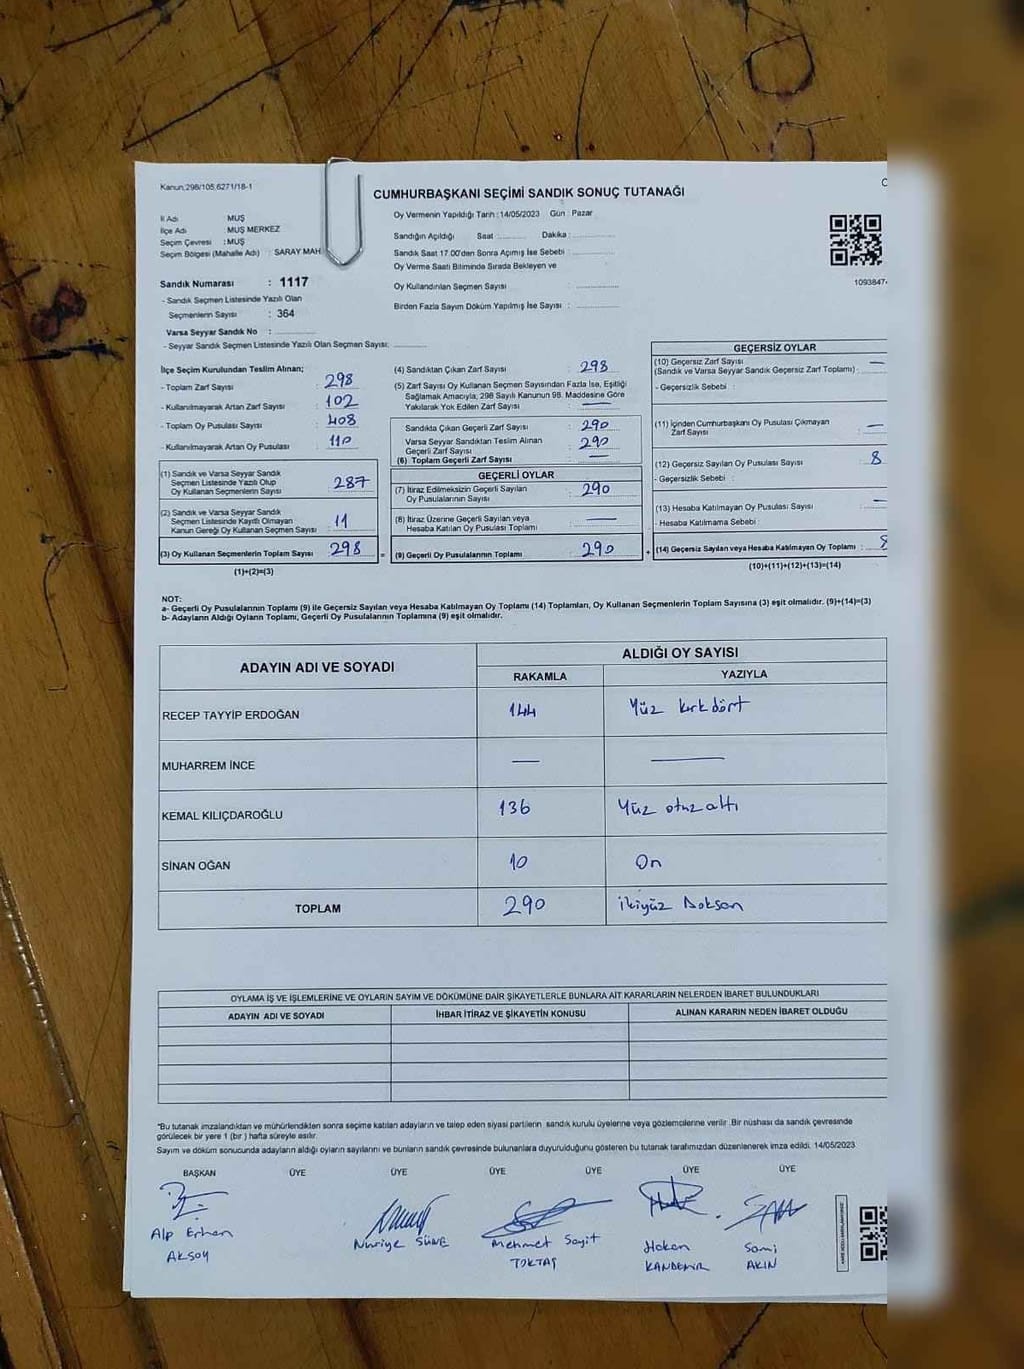 Kanun,298/105,6271/18-1
CUMHURBAŞKANI SEÇİMİ SANDIK SONUÇ TUTANAĞI
İl Adı MUŞ
İlçe Adı : MUŞ MERKEZ
Seçim Çevresi : MUŞ
Seçim Bölgesi (Mahalle Adı) : SARAY MAH
Oy Vermenin Yapıldığı Tarih : 14/05/2023 Gün : Pazar
Sandığın Açıldığı Saat :.......... Dakika :..............
Sandık Saat 17.00'den Sonra Açımış İse Sebebi :..............
Oy Verme Saati Bitiminde Sırada Bekleyen ve
Oy Kullandırılan Seçmen Sayısı : ..............
Birden Fazla Sayım Döküm Yapılmış İse Sayısı : ..............
1093847
Sandık Numarası : 1117
- Sandık Seçmen Listesinde Yazılı Olan
Seçmenlerin Sayısı : 364
Varsa Seyyar Sandık No : ..............
- Seyyar Sandık Seçmen Listesinde Yazılı Olan Seçmen Sayısı: ............
İlçe Seçim Kurulundan Teslim Alınan;
- Toplam Zarf Sayısı : 298
- Kullanılmayarak Artan Zarf Sayısı : 102
- Toplam Oy Pusulası Sayısı : 408
- Kullanılmayarak Artan Oy Pusulası : 110
(1) Sandık ve Varsa Seyyar Sandık
Seçmen Listesinde Yazılı Olup
Oy Kullanan Seçmenlerin Sayısı : 287
(2) Sandık ve Varsa Seyyar Sandık
Seçmen Listesinde Kayıtlı Olmayan
Kanun Gereği Oy Kullanan Seçmen Sayısı : 11
(3) Oy Kullanan Seçmenlerin Toplam Sayısı : 298 =
(1)+(2)=(3)
(4) Sandıktan Çıkan Zarf Sayısı : 298
(5) Zarf Sayısı Oy Kullanan Seçmen Sayısından Fazla İse, Eşitliği
Sağlamak Amacıyla, 298 Sayılı Kanunun 98. Maddesine Göre
Yakılarak Yok Edilen Zarf Sayısı : —
Sandıkta Çıkan Geçerli Zarf Sayısı : 290
Varsa Seyyar Sandıktan Teslim Alınan
Geçerli Zarf Sayısı : 290
(6) Toplam Geçerli Zarf Sayısı : —
GEÇERLİ OYLAR
(7) İtiraz Edilmeksizin Geçerli Sayılan
Oy Pusulalarının Sayısı : 290
(8) İtiraz Üzerine Geçerli Sayılan veya
Hesaba Katılan Oy Pusulası Toplamı : —
(9) Geçerli Oy Pusulalarının Toplamı : 290 +
GEÇERSİZ OYLAR
(10) Geçersiz Zarf Sayısı —
(Sandık ve Varsa Seyyar Sandık Geçersiz Zarf Toplamı) :
- Geçersizlik Sebebi :
(11) İçinden Cumhurbaşkanı Oy Pusulası Çıkmayan
Zarf Sayısı : —
(12) Geçersiz Sayılan Oy Pusulası Sayısı : 8
- Geçersizlik Sebebi :
(13) Hesaba Katılmayan Oy Pusulası Sayısı : —
- Hesaba Katılmama Sebebi :
(14) Geçersiz Sayılan veya Hesaba Katılmayan Oy Toplamı : 8
(10)+(11)+(12)+(13)=(14)
NOT:
a- Geçerli Oy Pusulalarının Toplamı (9) ile Geçersiz Sayılan veya Hesaba Katılmayan Oy Toplamı (14) Toplamları, Oy Kullanan Seçmenlerin Toplam Sayısına (3) eşit olmalıdır. (9)+(14)=(3)
b- Adayların Aldığı Oyların Toplamı, Geçerli Oy Pusulalarının Toplamına (9) eşit olmalıdır.
ADAYIN ADI VE SOYADI ALDIĞI OY SAYISI
RAKAMLA YAZIYLA
RECEP TAYYİP ERDOĞAN 144 Yüz kırkdört
MUHARREM İNCE — —
KEMAL KILIÇDAROĞLU 136 Yüz otuzaltı
SİNAN OĞAN 10 On
TOPLAM 290 ikiyüz Doksan
OYLAMA İŞ VE İŞLEMLERİNE VE OYLARIN SAYIM VE DÖKÜMÜNE DAİR ŞİKAYETLERLE BUNLARA AİT KARARLARIN NELERDEN İBARET BULUNDUKLARI
ADAYIN ADI VE SOYADI İHBAR İTİRAZ VE ŞİKAYETİN KONUSU ALINAN KARARIN NEDEN İBARET OLDUĞU
*Bu tutanak imzalandıktan ve mühürlendikten sonra seçime katılan adayların ve talep eden siyasi partilerin sandık kurulu üyelerine veya gözlemcilerine verilir. Bir nüshası da sandık çevresinde
görülecek bir yere 1 (bir ) hafta süreyle asılır.
Sayım ve döküm sonucunda adayların aldığı oyların sayılarını ve bunların sandık çevresinde bulunanlara duyurulduğunu gösteren bu tutanak tarafımızdan düzenlenerek imza edildi. 14/05/2023
BAŞKAN ÜYE ÜYE ÜYE ÜYE ÜYE ÜYE
Alp Erhan AKSOY
Nuriye SÜNE
Mehmet Sayit TOKTAŞ
Hakan KANDEMİR
Sami AKIN